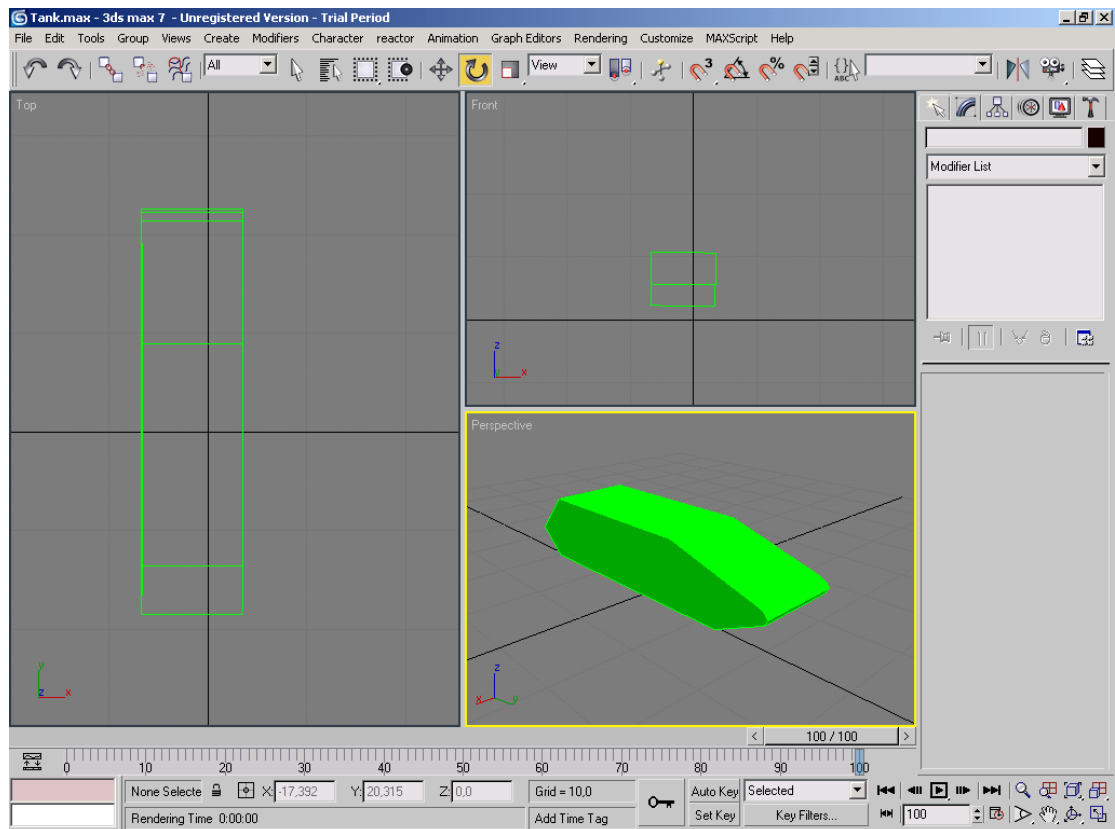 Tank.max - 3ds max 7 - Unregistered Version - Trial Period
File Edit Tools Group Views Create Modifiers Character reactor Animation Graph Editors Rendering Customize MAXScript Help
All View 3 % ABC
Top
Front
Modifier List
z
y x
Perspective
y
z x
z
x y
< 100 / 100 >
0 10 20 30 40 50 60 70 80 90 100
None Selecte X: -17,392 Y: 20,315 Z: 0,0 Grid = 10,0 Auto Key Selected
Rendering Time 0:00:00 Add Time Tag Set Key Key Filters... 100